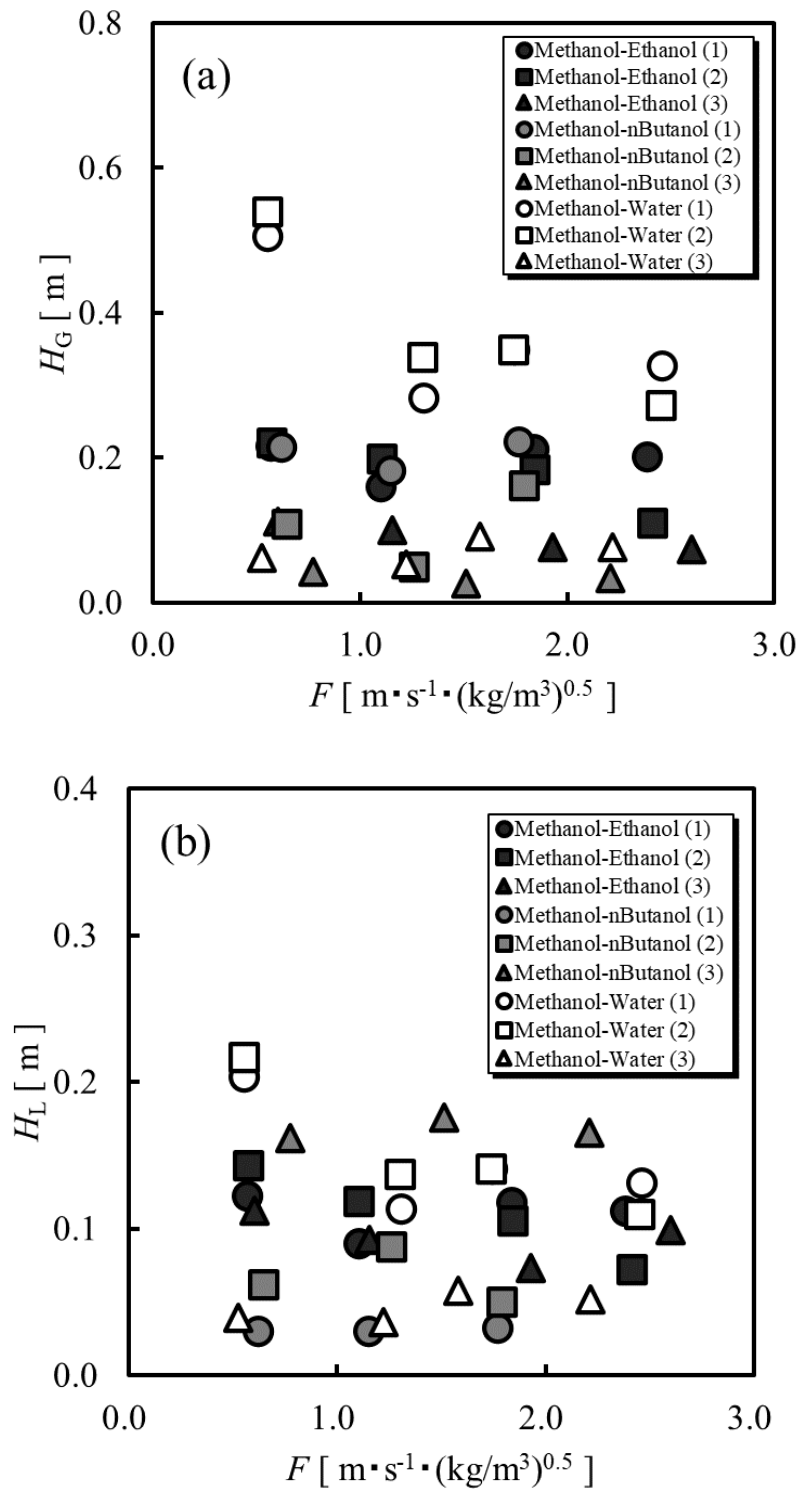 0.8
(a)
Methanol-Ethanol (1)
Methanol-Ethanol (2)
Methanol-Ethanol (3)
Methanol-nButanol (1)
Methanol-nButanol (2)
Methanol-nButanol (3)
Methanol-Water (1)
Methanol-Water (2)
Methanol-Water (3)
0.6
0.4
0.2
0.0
H_G [ m ]
0.0 1.0 2.0 3.0
F [ m・s⁻¹・(kg/m³)⁰·⁵ ]
0.4
(b)
Methanol-Ethanol (1)
Methanol-Ethanol (2)
Methanol-Ethanol (3)
Methanol-nButanol (1)
Methanol-nButanol (2)
Methanol-nButanol (3)
Methanol-Water (1)
Methanol-Water (2)
Methanol-Water (3)
0.3
0.2
0.1
0.0
H_L [ m ]
0.0 1.0 2.0 3.0
F [ m・s⁻¹・(kg/m³)⁰·⁵ ]